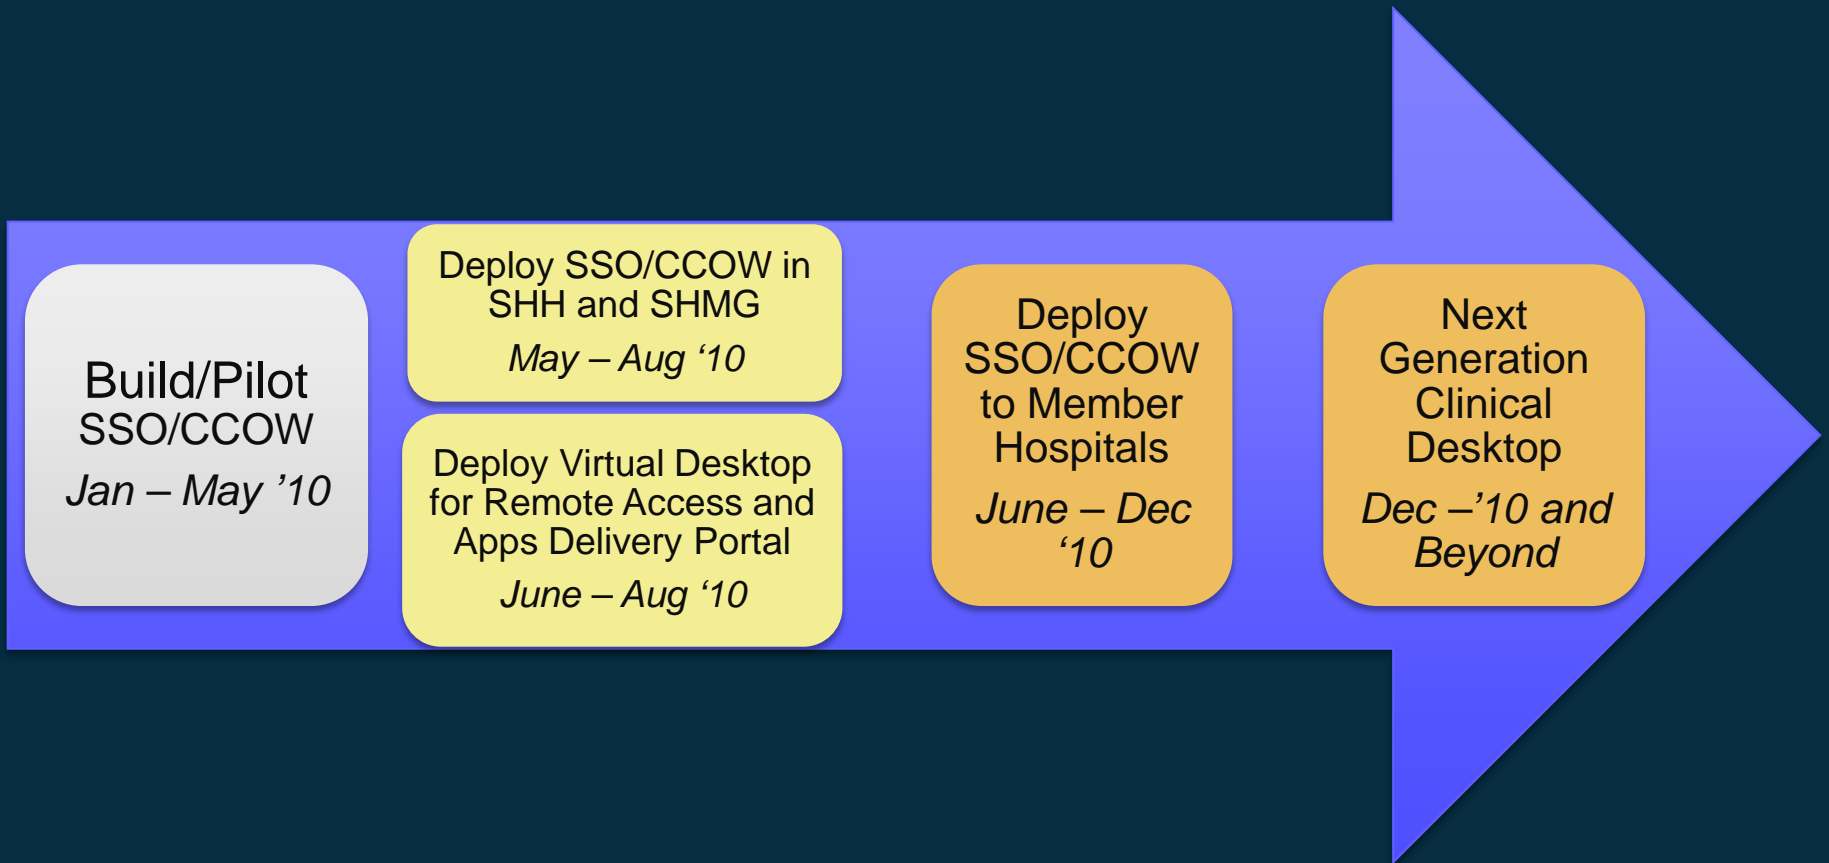 Build/Pilot
SSO/CCOW
Jan – May ’10
Deploy SSO/CCOW in
SHH and SHMG
May – Aug ‘10
Deploy Virtual Desktop
for Remote Access and
Apps Delivery Portal
June – Aug ‘10
Deploy
SSO/CCOW
to Member
Hospitals
June – Dec
‘10
Next
Generation
Clinical
Desktop
Dec –’10 and
Beyond